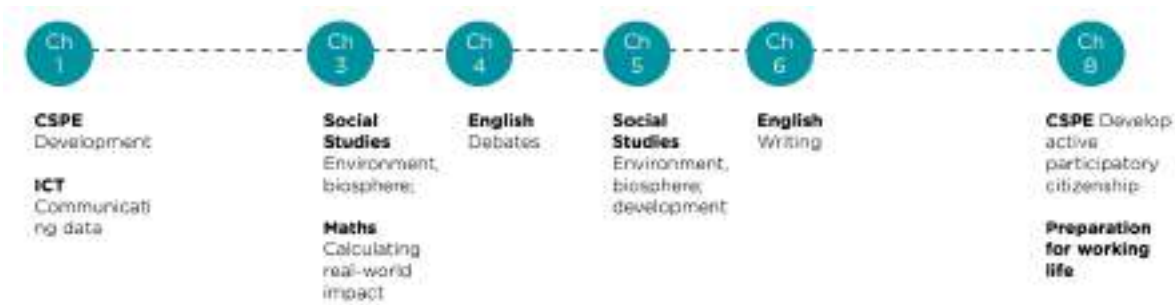 Ch
1
Ch
3
Ch
4
Ch
5
Ch
6
Ch
8
CSPE
Development
ICT
Communicati
ng data
Social
Studies
Environment,
biosphere;
Maths
Calculating
real-world
impact
English
Debates
Social
Studies
Environment,
biosphere;
development
English
Writing
CSPE Develop
active
participatory
citizenship
Preparation
for working
life